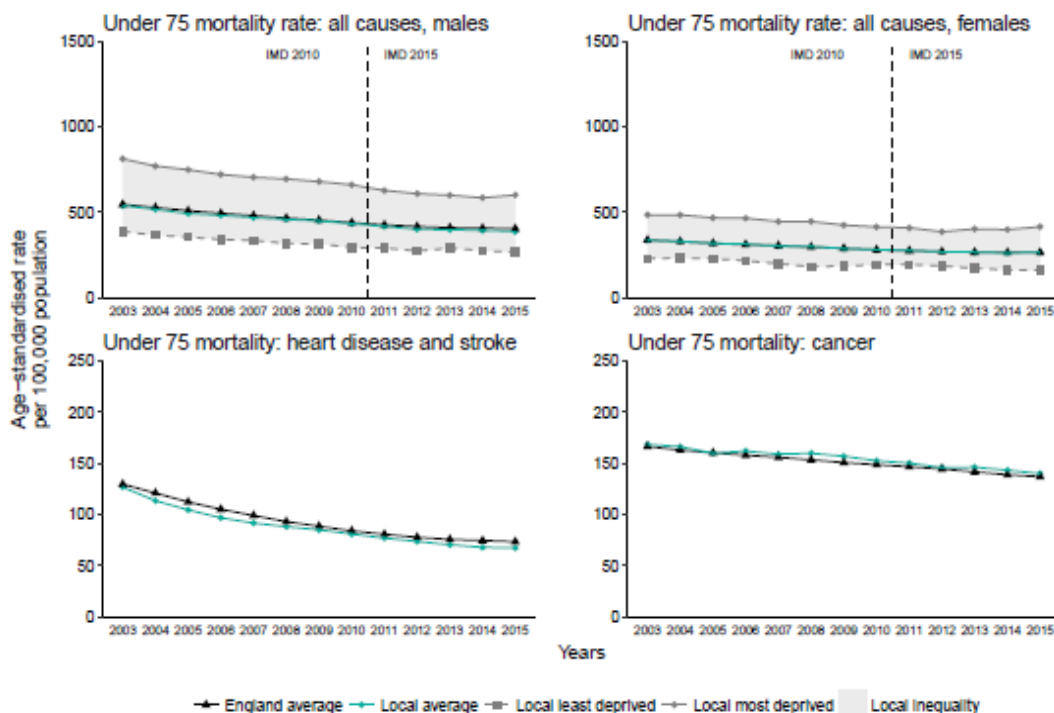 Under 75 mortality rate: all causes, males
1500
1000
500
0
IMD 2010
IMD 2015
2003 2004 2005 2006 2007 2008 2009 2010 2011 2012 2013 2014 2015
Under 75 mortality rate: all causes, females
1500
1000
500
0
IMD 2010
IMD 2015
2003 2004 2005 2006 2007 2008 2009 2010 2011 2012 2013 2014 2015
Age-standardised rate
per 100,000 population
Under 75 mortality: heart disease and stroke
250
200
150
100
50
0
2003 2004 2005 2006 2007 2008 2009 2010 2011 2012 2013 2014 2015
Under 75 mortality: cancer
250
200
150
100
50
0
2003 2004 2005 2006 2007 2008 2009 2010 2011 2012 2013 2014 2015
Years
England average Local average Local least deprived Local most deprived Local inequality